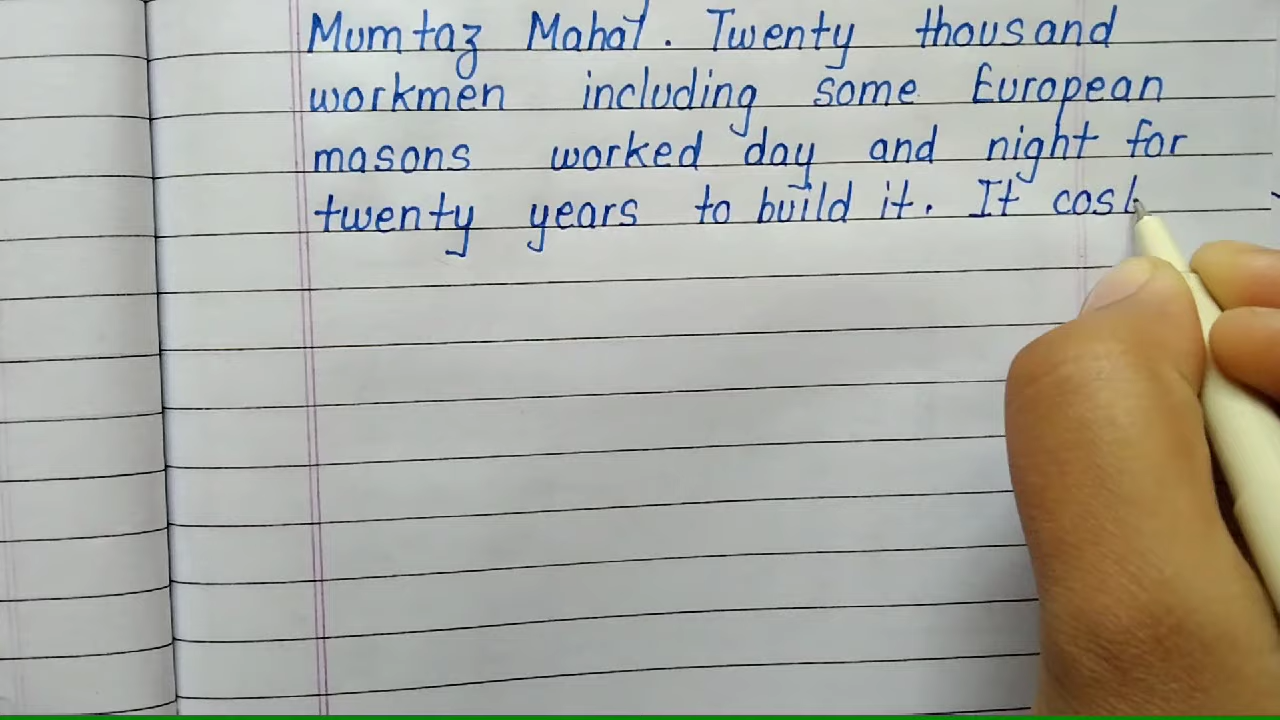 Mumtaz Mahal. Twenty thousand
workmen including some European
masons worked day and night for
twenty years to build it. It cost